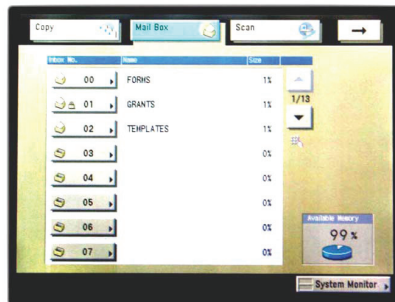 Copy Mail Box Scan
Inbox No. Name Size
00 FORMS 1%
1/13
01 GRANTS 1%
02 TEMPLATES 1%
03 0%
04 0%
05 0%
06 0%
07 0%
Available Memory
99%
System Monitor